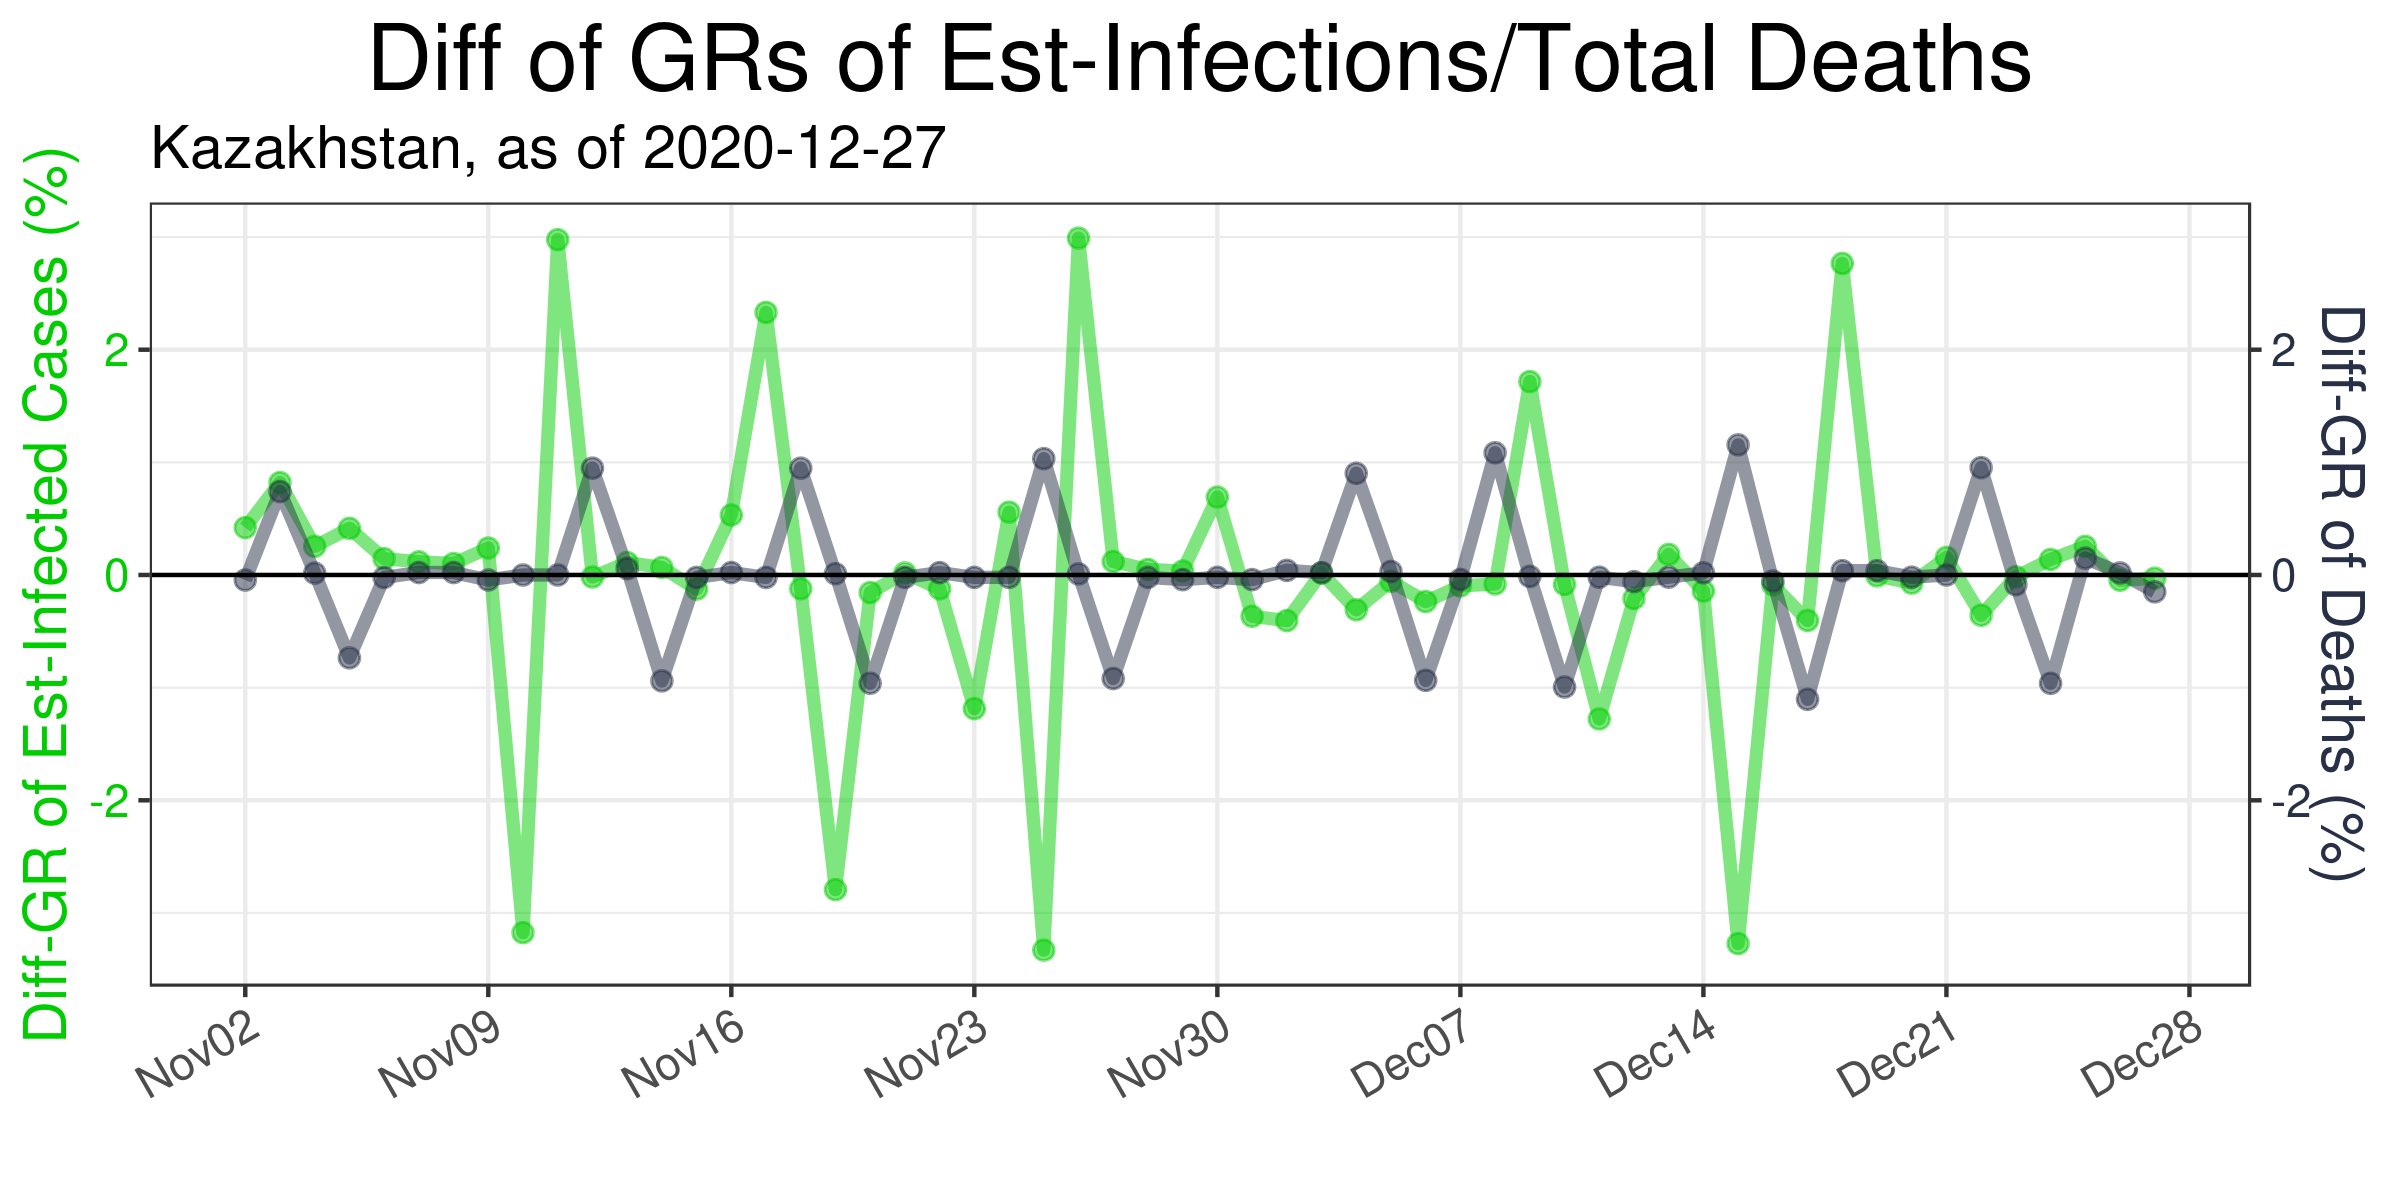 Diff of GRs of Est-Infections/Total Deaths
Kazakhstan, as of 2020-12-27
Diff-GR of Est-Infected Cases (%)
2
0
-2
2
0
-2
Diff-GR of Deaths (%)
Nov02
Nov09
Nov16
Nov23
Nov30
Dec07
Dec14
Dec21
Dec28